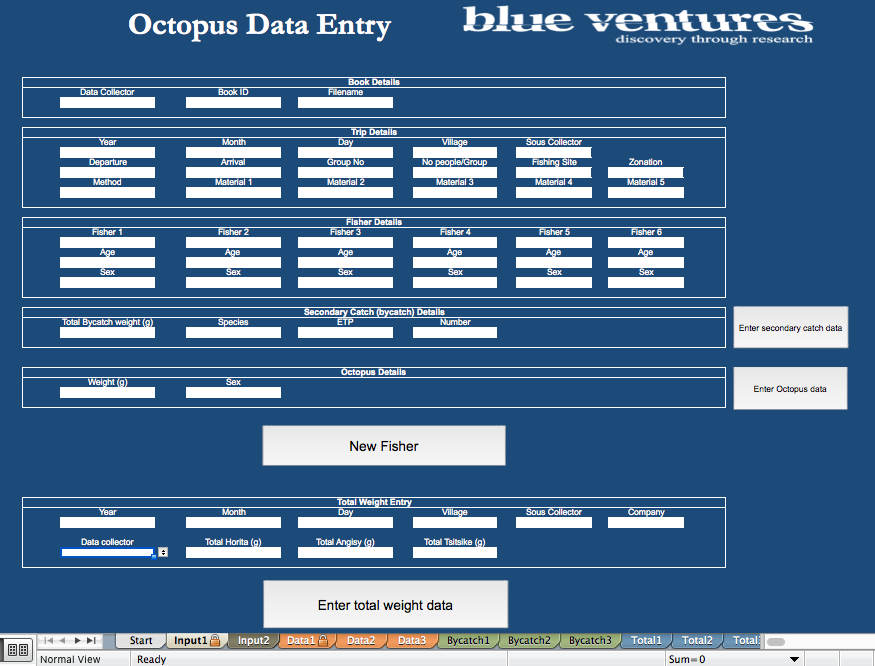 Octopus Data Entry
blue ventures
discovery through research
Book Details
Data Collector Book ID Filename
Trip Details
Year Month Day Village Sous Collector
Departure Arrival Group No No people/Group Fishing Site Zonation
Method Material 1 Material 2 Material 3 Material 4 Material 5
Fisher Details
Fisher 1 Fisher 2 Fisher 3 Fisher 4 Fisher 5 Fisher 6
Age Age Age Age Age Age
Sex Sex Sex Sex Sex Sex
Secondary Catch (bycatch) Details
Total Bycatch weight (g) Species ETP Number
Enter secondary catch data
Octopus Details
Weight (g) Sex
Enter Octopus data
New Fisher
Total Weight Entry
Year Month Day Village Sous Collector Company
Data collector Total Horita (g) Total Angisy (g) Total Tsitsike (g)
Enter total weight data
Start Input1 Input2 Data1 Data2 Data3 Bycatch1 Bycatch2 Bycatch3 Total1 Total2 Total
Normal View Ready Sum=0